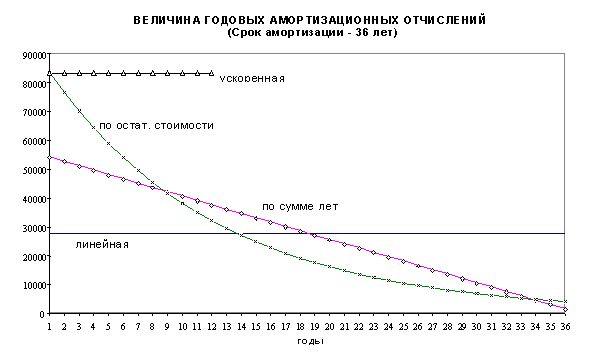 ВЕЛИЧИНА ГОДОВЫХ АМОРТИЗАЦИОННЫХ ОТЧИСЛЕНИЙ
(Срок амортизации - 36 лет)
90000
80000
70000
60000
50000
40000
30000
20000
10000
0
ускоренная
по остат. стоимости
по сумме лет
линейная
1 2 3 4 5 6 7 8 9 10 11 12 13 14 15 16 17 18 19 20 21 22 23 24 25 26 27 28 29 30 31 32 33 34 35 36
годы